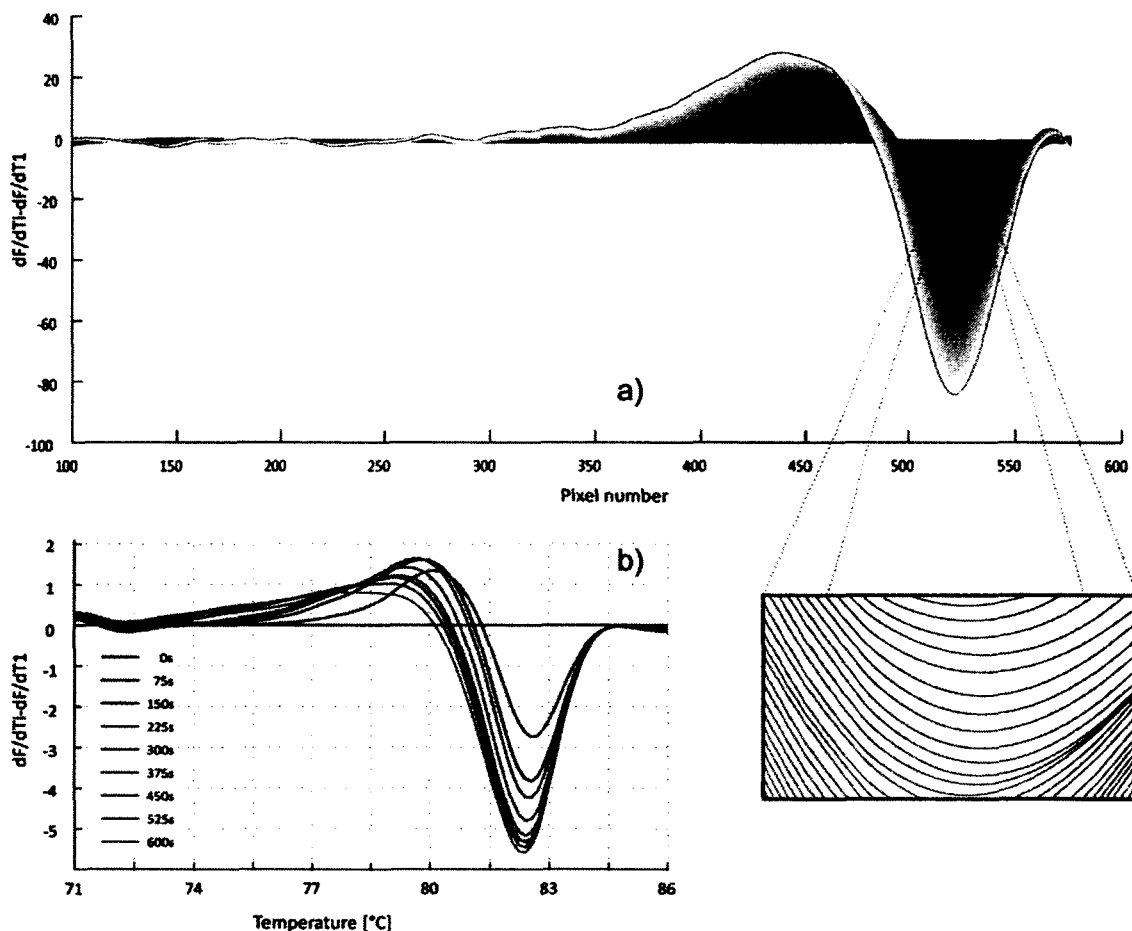 40
20
0
-20
-40
-60
-80
-100
dF/dTi-dF/dT1
a)
100 150 200 250 300 350 400 450 500 550 600
Pixel number
2
1
0
-1
-2
-3
-4
-5
dF/dTi-dF/dT1
b)
0s
75s
150s
225s
300s
375s
450s
525s
600s
71 74 77 80 83 86
Temperature [°C]